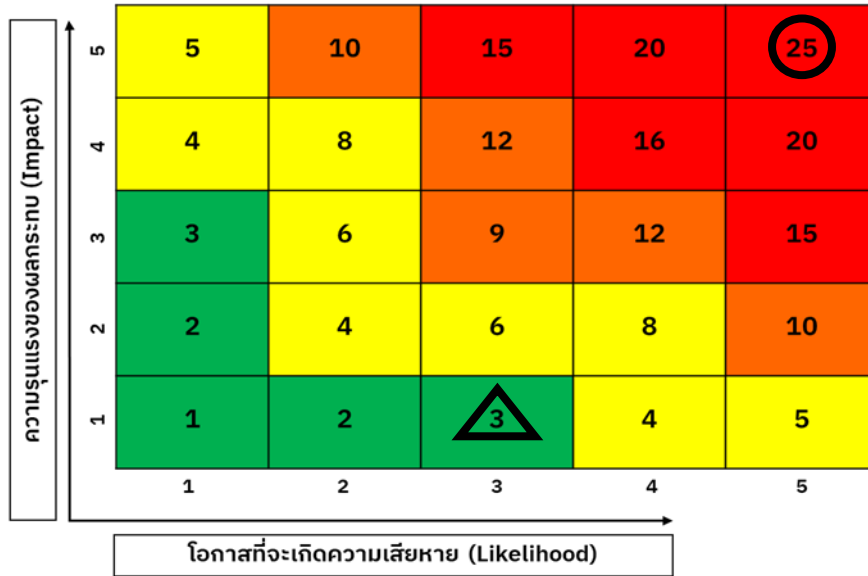 ความรุนแรงของผลกระทบ (Impact)
5 5 10 15 20 25
4 4 8 12 16 20
3 3 6 9 12 15
2 2 4 6 8 10
1 1 2 3 4 5
1 2 3 4 5
โอกาสที่จะเกิดความเสียหาย (Likelihood)